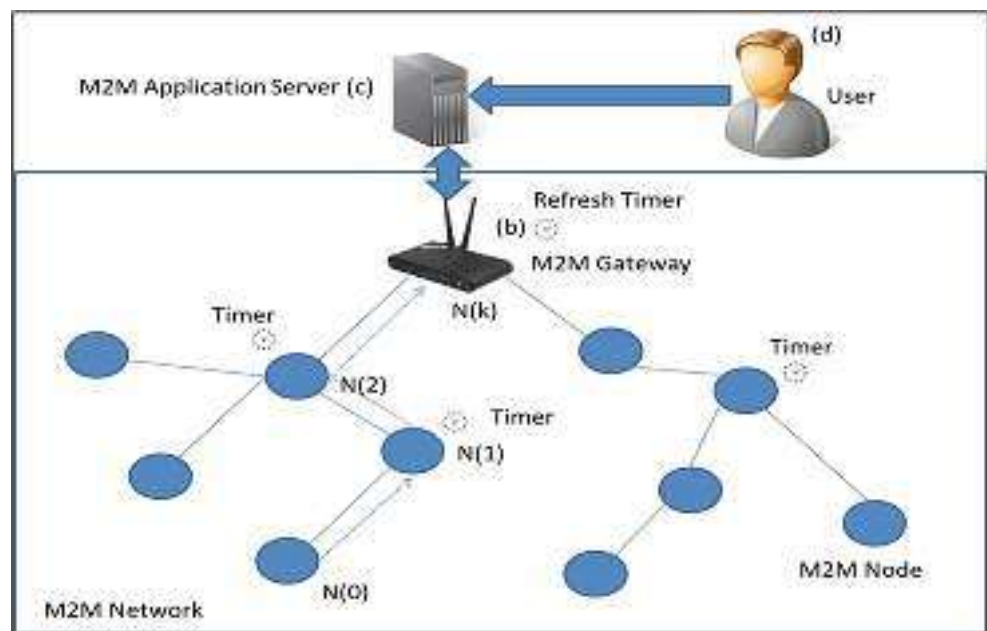 (d)
M2M Application Server (c)
User
Refresh Timer
(b)
M2M Gateway
N(k)
Timer
Timer
N(2)
Timer
N(1)
N(0)
M2M Node
M2M Network